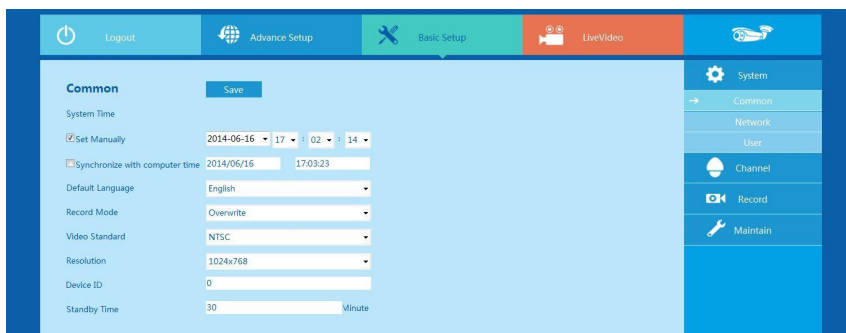 Logout
Advance Setup
Basic Setup
LiveVideo
Common
Save
System Time
Set Manually 2014-06-16 17 : 02 : 14
Synchronize with computer time 2014/06/16 17:03:23
Default Language English
Record Mode Overwrite
Video Standard NTSC
Resolution 1024x768
Device ID 0
Standby Time 30 Minute
System
Common
Network
User
Channel
Record
Maintain